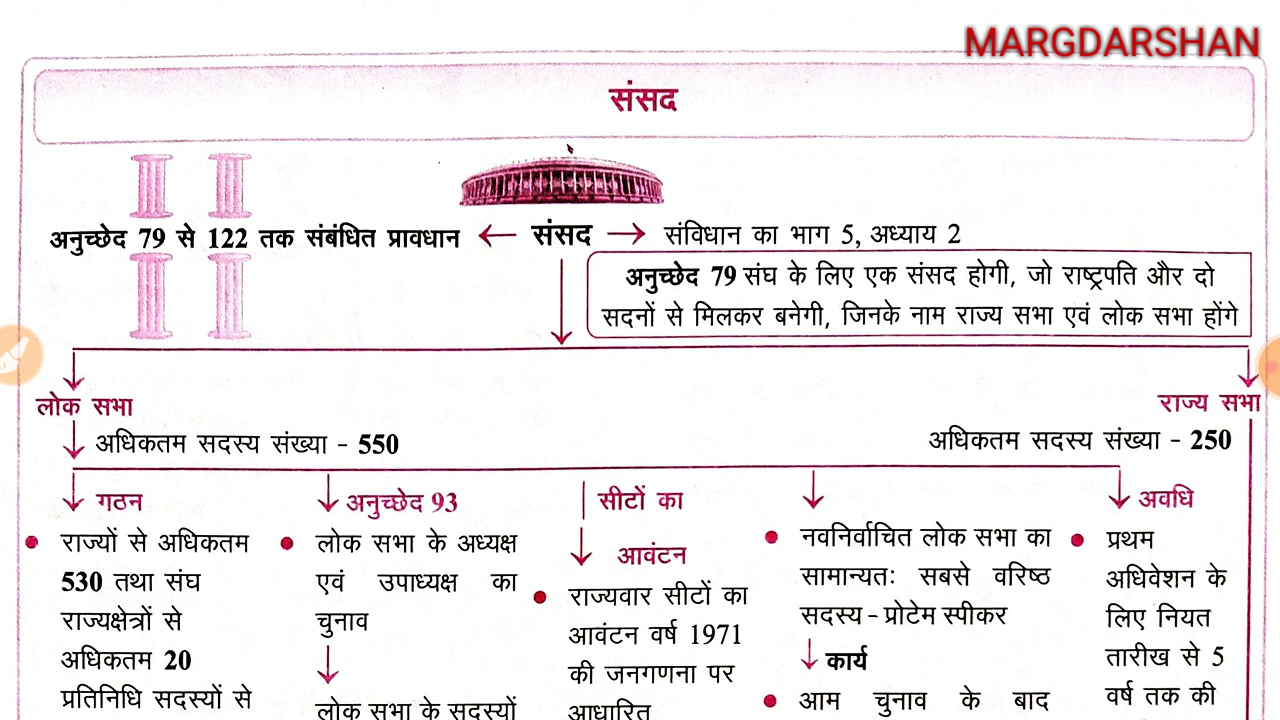 MARGDARSHAN
संसद
अनुच्छेद 79 से 122 तक संबंधित प्रावधान
संसद
संविधान का भाग 5, अध्याय 2
अनुच्छेद 79 संघ के लिए एक संसद होगी, जो राष्ट्रपति और दो
सदनों से मिलकर बनेगी, जिनके नाम राज्य सभा एवं लोक सभा होंगे
लोक सभा
अधिकतम सदस्य संख्या - 550
राज्य सभा
अधिकतम सदस्य संख्या - 250
गठन
राज्यों से अधिकतम
530 तथा संघ
राज्यक्षेत्रों से
अधिकतम 20
प्रतिनिधि सदस्यों से
अनुच्छेद 93
लोक सभा के अध्यक्ष
एवं उपाध्यक्ष का
चुनाव
लोक सभा के सदस्यों
सीटों का
आवंटन
राज्यवार सीटों का
आवंटन वर्ष 1971
की जनगणना पर
आधारित
नवनिर्वाचित लोक सभा का
सामान्यतः सबसे वरिष्ठ
सदस्य - प्रोटेम स्पीकर
कार्य
आम चुनाव के बाद
अवधि
प्रथम
अधिवेशन के
लिए नियत
तारीख से 5
वर्ष तक की